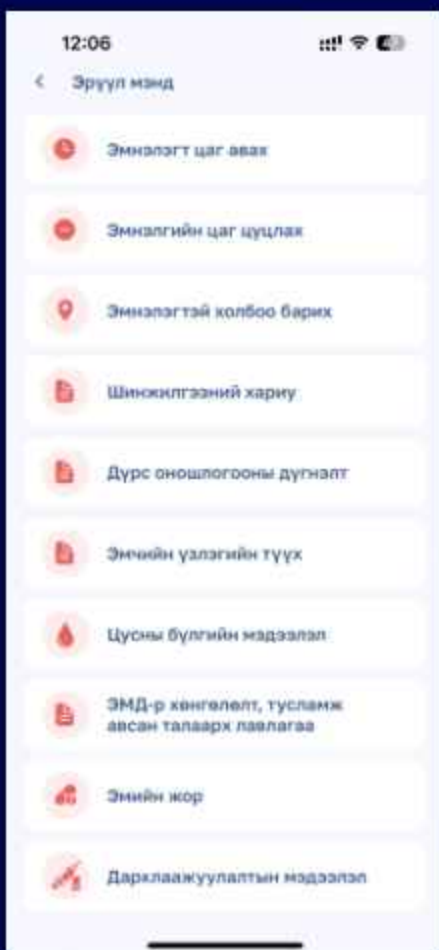 12:06
Эрүүл мэнд
Эмнэлэгт цаг авах
Эмнэлгийн цаг цуцлах
Эмнэлэгтэй холбоо барих
Шинжилгээний хариу
Дүрс оношлогооны дүгнэлт
Эмчийн үзлэгийн түүх
Цусны бүлгийн мэдээлэл
ЭМД-р хөнгөлөлт, тусламж
авсан талаарх лавлагаа
Эмийн жор
Дархлаажуулалтын мэдээлэл